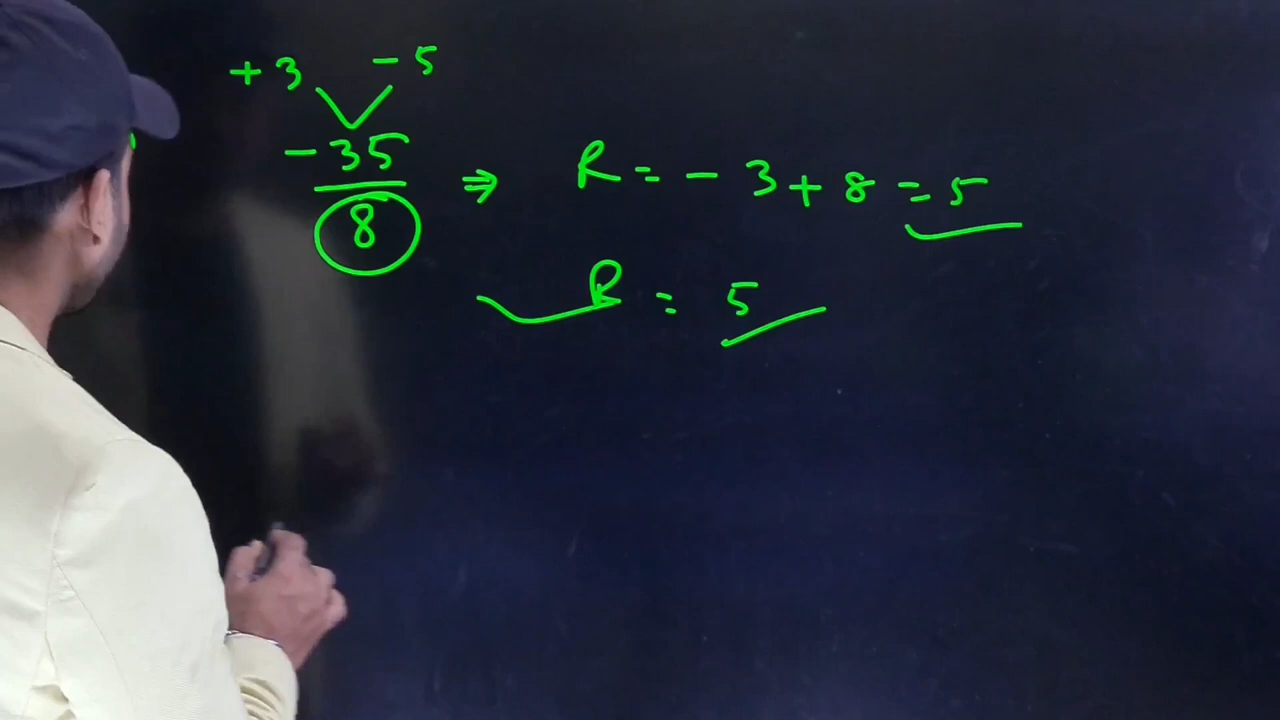 +3 -5
-35
8
⇒ R = -3 + 8 = 5
R = 5